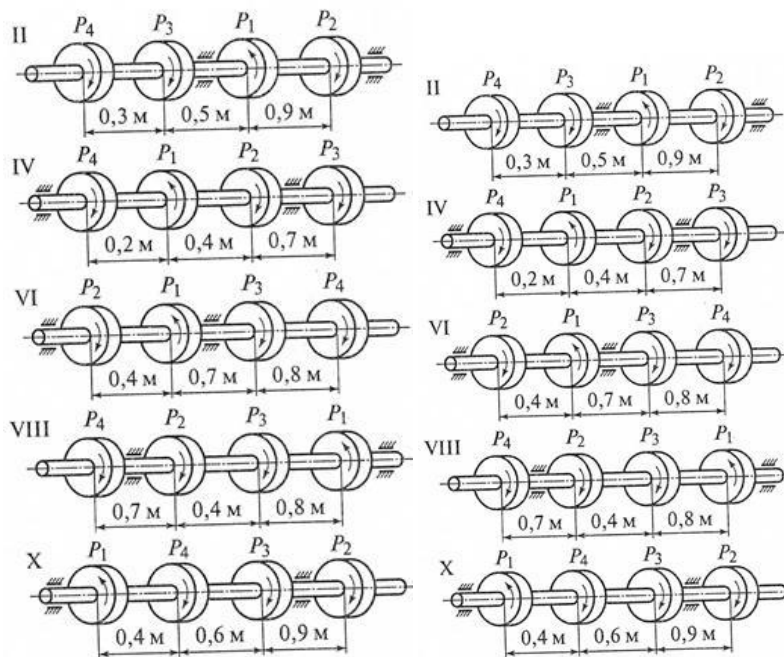 II P₄ P₃ P₁ P₂
0,3 м 0,5 м 0,9 м
IV P₄ P₁ P₂ P₃
0,2 м 0,4 м 0,7 м
VI P₂ P₁ P₃ P₄
0,4 м 0,7 м 0,8 м
VIII P₄ P₂ P₃ P₁
0,7 м 0,4 м 0,8 м
X P₁ P₄ P₃ P₂
0,4 м 0,6 м 0,9 м
II P₄ P₃ P₁ P₂
0,3 м 0,5 м 0,9 м
IV P₄ P₁ P₂ P₃
0,2 м 0,4 м 0,7 м
VI P₂ P₁ P₃ P₄
0,4 м 0,7 м 0,8 м
VIII P₄ P₂ P₃ P₁
0,7 м 0,4 м 0,8 м
X P₁ P₄ P₃ P₂
0,4 м 0,6 м 0,9 м